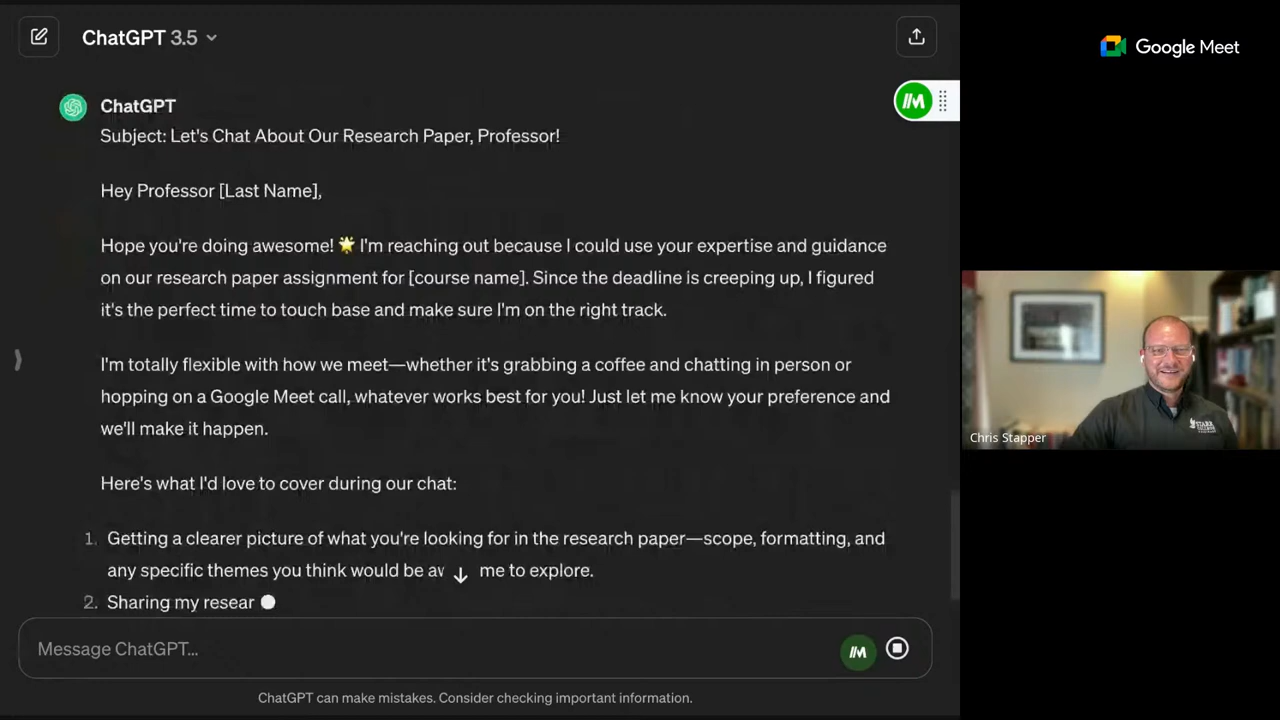 ChatGPT 3.5
Google Meet
ChatGPT
Subject: Let's Chat About Our Research Paper, Professor!
Hey Professor [Last Name],
Hope you're doing awesome! 🌟 I'm reaching out because I could use your expertise and guidance
on our research paper assignment for [course name]. Since the deadline is creeping up, I figured
it's the perfect time to touch base and make sure I'm on the right track.
I'm totally flexible with how we meet—whether it's grabbing a coffee and chatting in person or
hopping on a Google Meet call, whatever works best for you! Just let me know your preference and
we'll make it happen.
Here's what I'd love to cover during our chat:
1. Getting a clearer picture of what you're looking for in the research paper—scope, formatting, and
any specific themes you think would be aw me to explore.
2. Sharing my resear
Message ChatGPT...
ChatGPT can make mistakes. Consider checking important information.
Chris Stapper
STARK